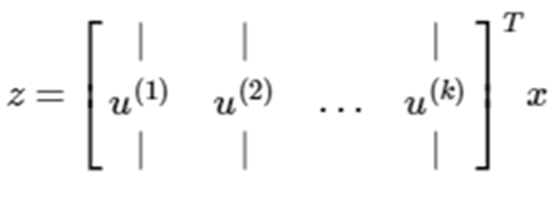 z = [ | | | u^{(1)} u^{(2)} ... u^{(k)} | | | ]^T x